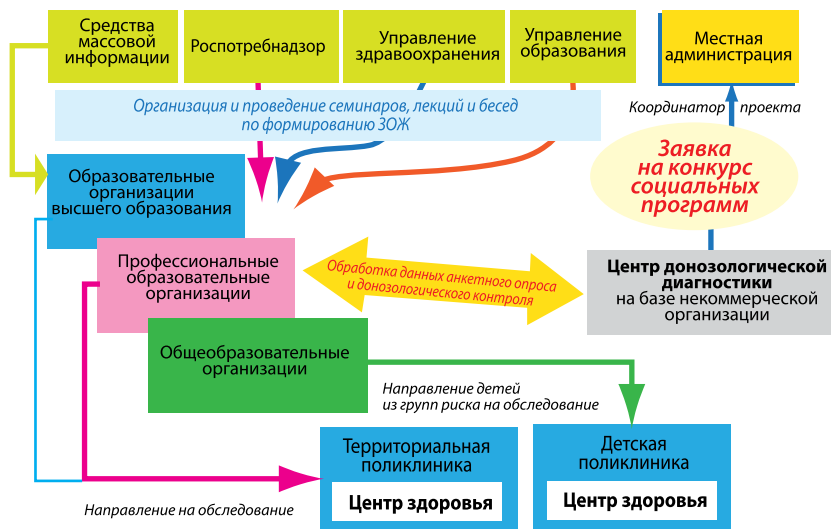 Средства
массовой
информации
Роспотребнадзор
Управление
здравоохранения
Управление
образования
Местная
администрация
Организация и проведение семинаров, лекций и бесед
по формированию ЗОЖ
Координатор проекта
Заявка
на конкурс
социальных
программ
Образовательные
организации
высшего образования
Профессиональные
образовательные
организации
Обработка данных анкетного опроса
и донозологического контроля
Центр донозологической
диагностики
на базе некоммерческой
организации
Общеобразовательные
организации
Направление детей
из групп риска на обследование
Территориальная
поликлиника
Центр здоровья
Детская
поликлиника
Центр здоровья
Направление на обследование